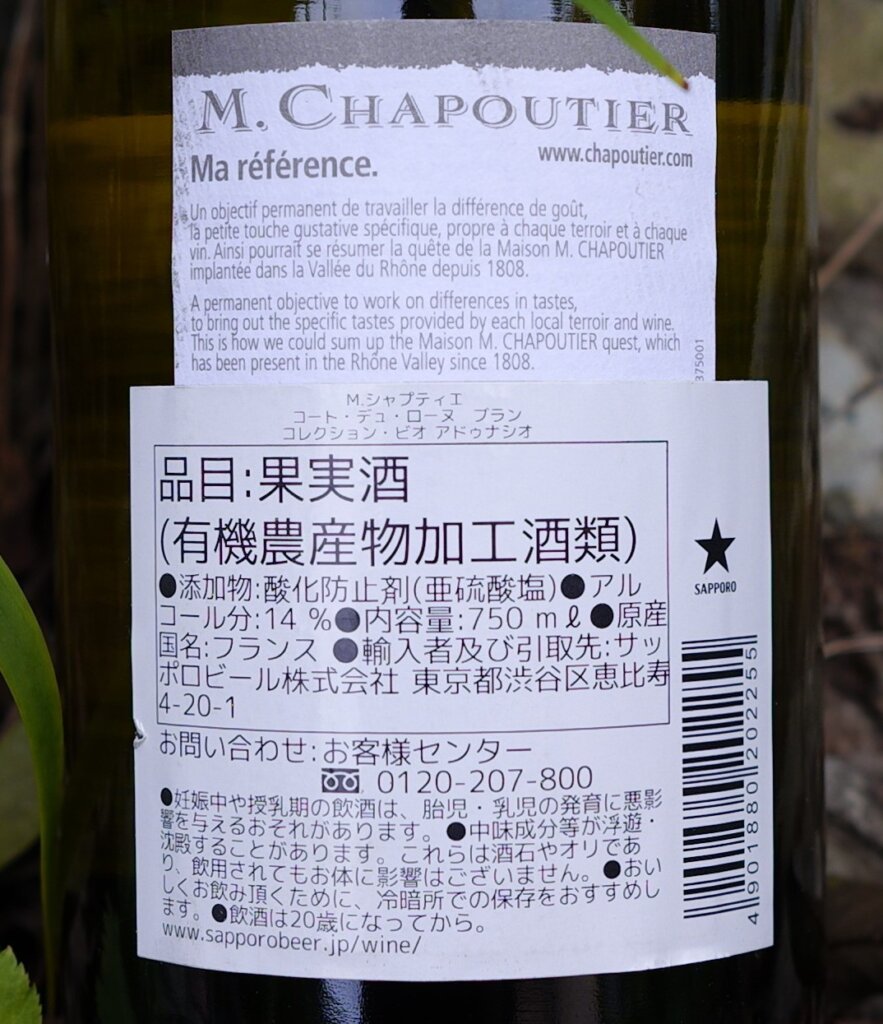 M. CHAPOUTIER
Ma référence.
www.chapoutier.com
Un objectif permanent de travailler la différence de goût,
la petite touche gustative spécifique, propre à chaque terroir et à chaque
vin. Ainsi pourrait se résumer la quête de la Maison M. CHAPOUTIER
implantée dans la Vallée du Rhône depuis 1808.
A permanent objective to work on differences in tastes,
to bring out the specific tastes provided by each local terroir and wine.
This is how we could sum up the Maison M. CHAPOUTIER quest, which
has been present in the Rhône Valley since 1808.
375001
M.シャプティエ
コート・デュ・ローヌ ブラン
コレクション・ビオ アドゥナシオ
品目:果実酒
(有機農産物加工酒類)
●添加物:酸化防止剤(亜硫酸塩)●アル
コール分:14 %●内容量:750 mℓ●原産
国名:フランス ●輸入者及び引取先:サッ
ポロビール株式会社 東京都渋谷区恵比寿
4-20-1
SAPPORO
4901880202255
お問い合わせ:お客様センター
0120-207-800
●妊娠中や授乳期の飲酒は、胎児・乳児の発育に悪影
響を与えるおそれがあります。●中味成分等が浮遊・
沈殿することがあります。これらは酒石やオリであ
り、飲用されてもお体に影響はございません。●おい
しくお飲み頂くために、冷暗所での保存をおすすめし
ます。●飲酒は20歳になってから。
www.sapporobeer.jp/wine/